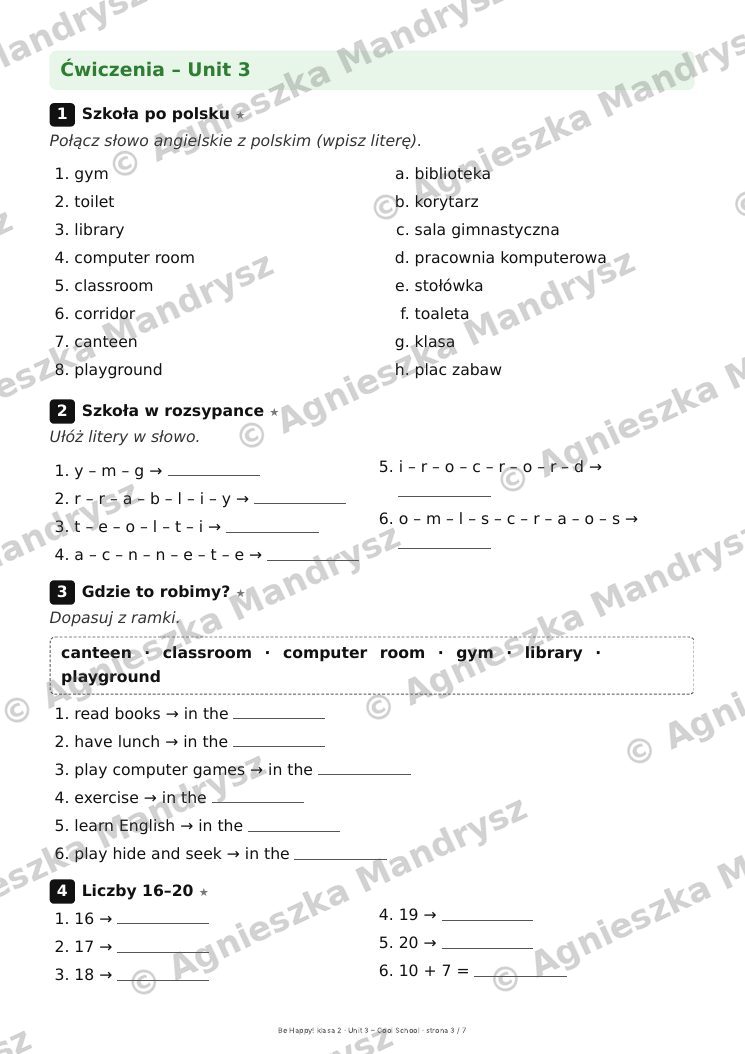 Ćwiczenia – Unit 3
1 Szkoła po polsku ★
Połącz słowo angielskie z polskim (wpisz literę).
1. gym
2. toilet
3. library
4. computer room
5. classroom
6. corridor
7. canteen
8. playground
a. biblioteka
b. korytarz
c. sala gimnastyczna
d. pracownia komputerowa
e. stołówka
f. toaleta
g. klasa
h. plac zabaw
2 Szkoła w rozsypance ★
Ułóż litery w słowo.
1. y – m – g →
2. r – r – a – b – l – i – y →
3. t – e – o – l – t – i →
4. a – c – n – n – e – t – e →
5. i – r – o – c – r – o – r – d →
6. o – m – l – s – c – r – a – o – s →
3 Gdzie to robimy? ★
Dopasuj z ramki.
canteen · classroom · computer room · gym · library ·
playground
1. read books → in the
2. have lunch → in the
3. play computer games → in the
4. exercise → in the
5. learn English → in the
6. play hide and seek → in the
4 Liczby 16–20 ★
1. 16 →
2. 17 →
3. 18 →
4. 19 →
5. 20 →
6. 10 + 7 =
Be Happy! klasa 2 · Unit 3 – Cool School · strona 3 / 7
© Agnieszka Mandrysz